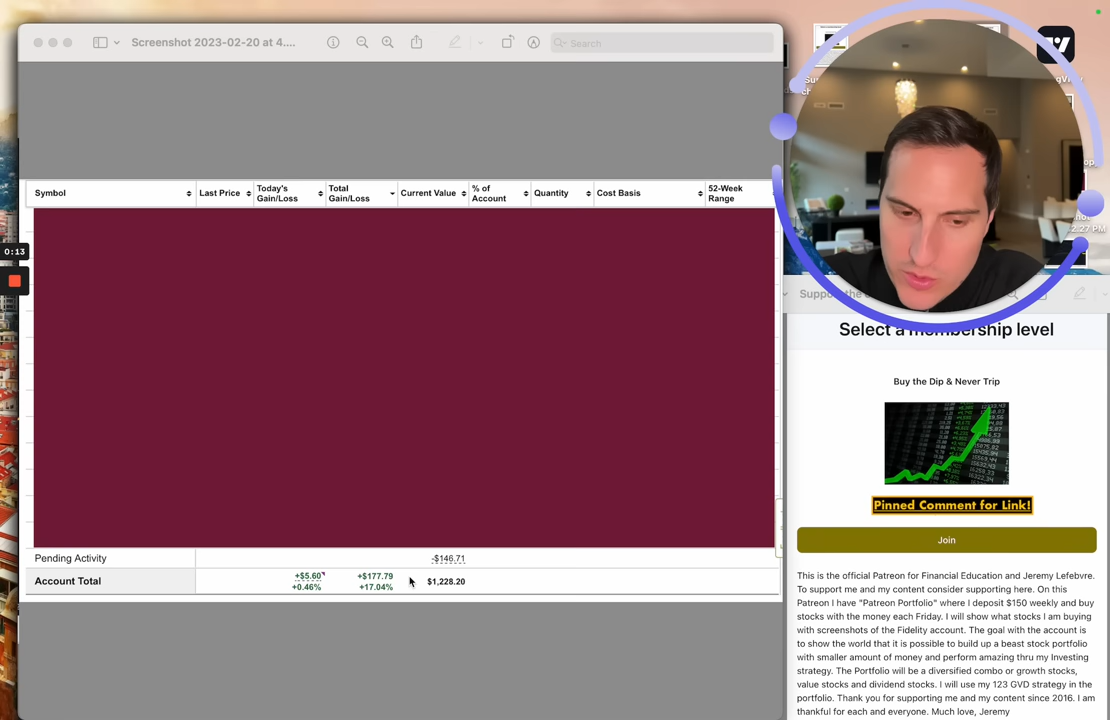 Screenshot 2023-02-20 at 4....
Search
Symbol
Last Price
Today's
Gain/Loss
Total
Gain/Loss
Current Value
% of
Account
Quantity
Cost Basis
52-Week
Range
0:13
Pending Activity
-$146.71
Account Total
+$5.60
+0.46%
+$177.79
+17.04%
$1,228.20
2.27 PM
Select a membership level
Buy the Dip & Never Trip
Pinned Comment for Link!
Join
This is the official Patreon for Financial Education and Jeremy Lefebvre.
To support me and my content consider supporting here. On this
Patreon I have "Patreon Portfolio" where I deposit $150 weekly and buy
stocks with the money each Friday. I will show what stocks I am buying
with screenshots of the Fidelity account. The goal with the account is
to show the world that it is possible to build up a beast stock portfolio
with smaller amount of money and perform amazing thru my Investing
strategy. The Portfolio will be a diversified combo or growth stocks,
value stocks and dividend stocks. I will use my 123 GVD strategy in the
portfolio. Thank you for supporting me and my content since 2016. I am
thankful for each and everyone. Much love, Jeremy